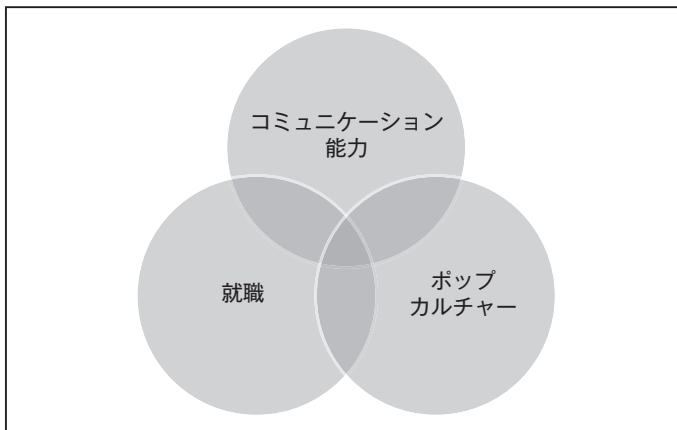 コミュニケーション
能力
就職
ポップ
カルチャー